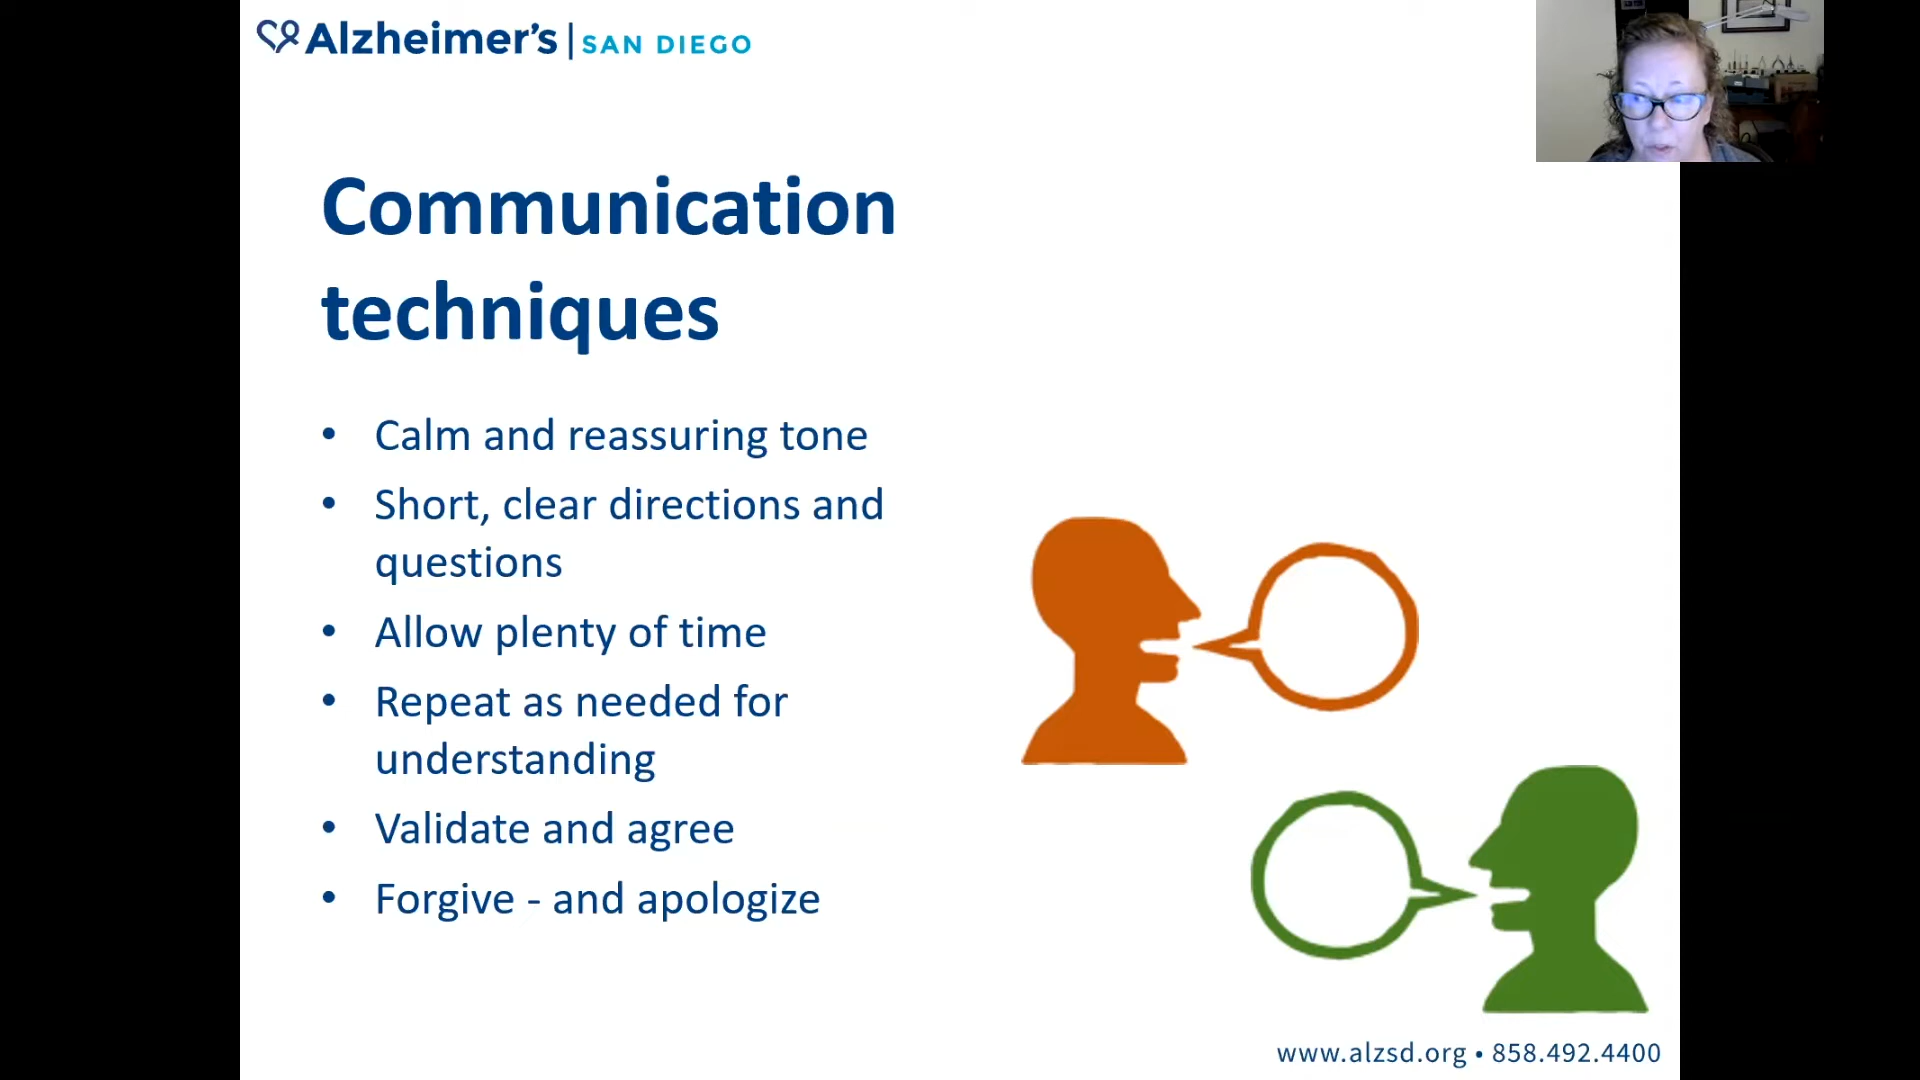 Alzheimer's | SAN DIEGO
Communication
techniques
• Calm and reassuring tone
• Short, clear directions and
questions
• Allow plenty of time
• Repeat as needed for
understanding
• Validate and agree
• Forgive - and apologize
www.alzsd.org • 858.492.4400